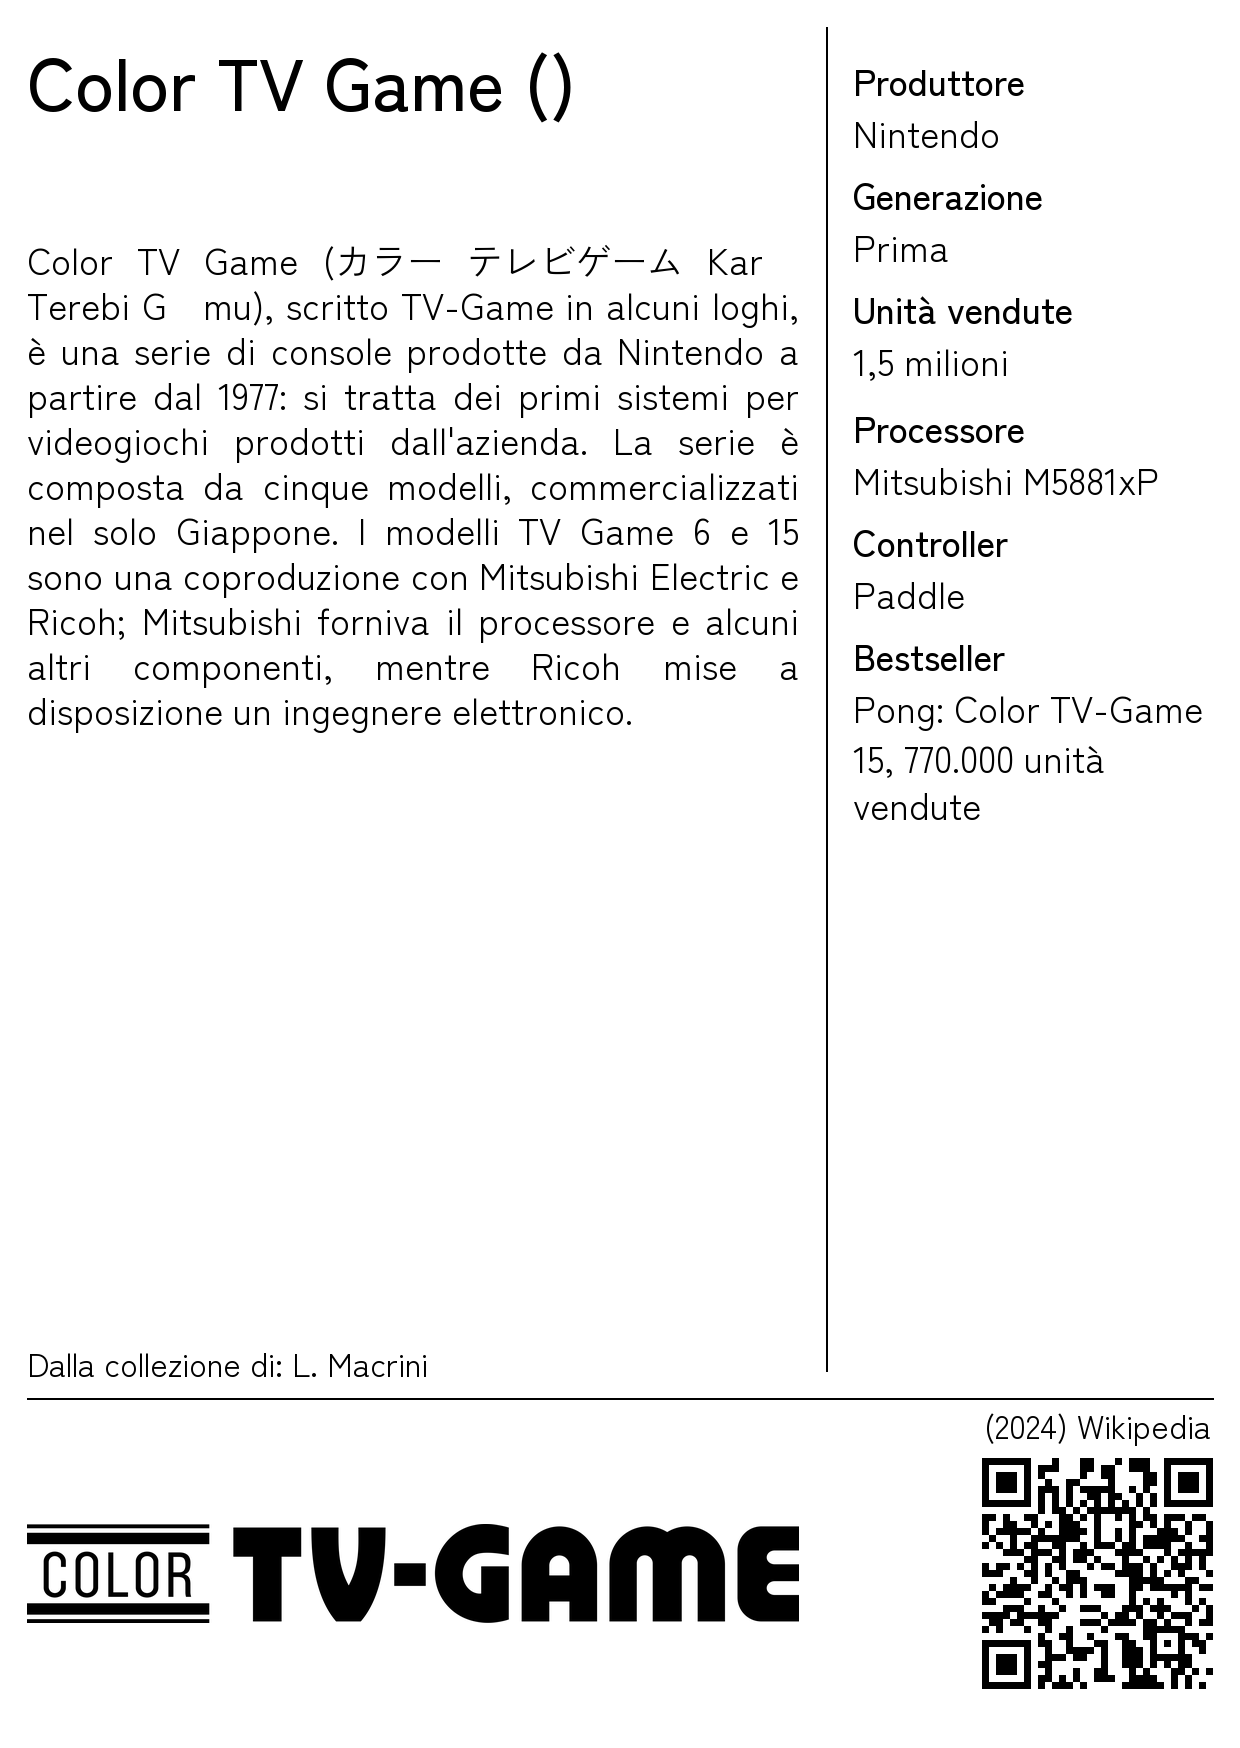 Color TV Game ()
Color TV Game (カラー テレビゲーム Kar
Terebi G mu), scritto TV-Game in alcuni loghi,
è una serie di console prodotte da Nintendo a
partire dal 1977: si tratta dei primi sistemi per
videogiochi prodotti dall'azienda. La serie è
composta da cinque modelli, commercializzati
nel solo Giappone. I modelli TV Game 6 e 15
sono una coproduzione con Mitsubishi Electric e
Ricoh; Mitsubishi forniva il processore e alcuni
altri componenti, mentre Ricoh mise a
disposizione un ingegnere elettronico.
Dalla collezione di: L. Macrini
Produttore
Nintendo
Generazione
Prima
Unità vendute
1,5 milioni
Processore
Mitsubishi M5881xP
Controller
Paddle
Bestseller
Pong: Color TV-Game
15, 770.000 unità
vendute
(2024) Wikipedia
COLOR TV-GAME